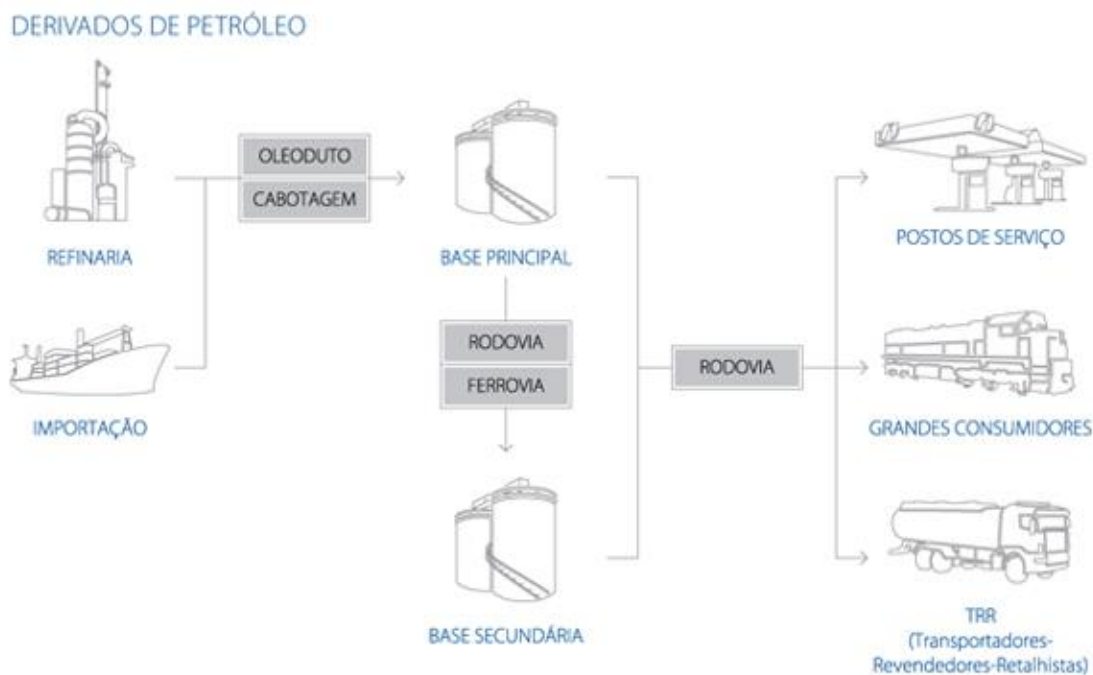 DERIVADOS DE PETRÓLEO
OLEODUTO
CABOTAGEM
REFINARIA
BASE PRINCIPAL
POSTOS DE SERVIÇO
RODOVIA
FERROVIA
RODOVIA
IMPORTAÇÃO
GRANDES CONSUMIDORES
BASE SECUNDÁRIA
TRR
(Transportadores-
Revendedores-Retalhistas)